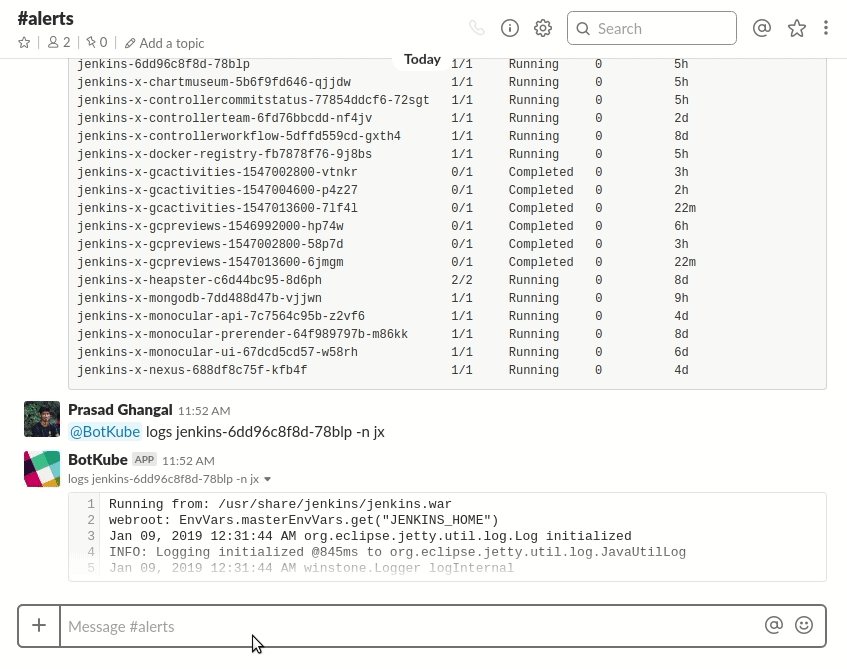 #alerts
2 | 0 | Add a topic
Search
Today
jenkins-6dd96c8f8d-78blp 1/1 Running 0 5h
jenkins-x-chartmuseum-5b6f9fd646-qjjdw 1/1 Running 0 5h
jenkins-x-controllercommitstatus-77854ddcf6-72sgt 1/1 Running 0 5h
jenkins-x-controllerteam-6fd76bbcdd-nf4jv 1/1 Running 0 2d
jenkins-x-controllerworkflow-5dffd559cd-gxth4 1/1 Running 0 8d
jenkins-x-docker-registry-fb7878f76-9j8bs 1/1 Running 0 5h
jenkins-x-gcactivities-1547002800-vtnkr 0/1 Completed 0 3h
jenkins-x-gcactivities-1547004600-p4z27 0/1 Completed 0 2h
jenkins-x-gcactivities-1547013600-7lf4l 0/1 Completed 0 22m
jenkins-x-gcpreviews-1546992000-hp74w 0/1 Completed 0 6h
jenkins-x-gcpreviews-1547002800-58p7d 0/1 Completed 0 3h
jenkins-x-gcpreviews-1547013600-6jmgm 0/1 Completed 0 22m
jenkins-x-heapster-c6d44bc95-8d6ph 2/2 Running 0 8d
jenkins-x-mongodb-7dd488d47b-vjjwn 1/1 Running 0 9h
jenkins-x-monocular-api-7c7564c95b-z2vf6 1/1 Running 0 4d
jenkins-x-monocular-prerender-64f989797b-m86kk 1/1 Running 0 8d
jenkins-x-monocular-ui-67dcd5cd57-w58rh 1/1 Running 0 6d
jenkins-x-nexus-688df8c75f-kfb4f 1/1 Running 0 4d
Prasad Ghangal 11:52 AM
@BotKube logs jenkins-6dd96c8f8d-78blp -n jx
BotKube APP 11:52 AM
logs jenkins-6dd96c8f8d-78blp -n jx
1 Running from: /usr/share/jenkins/jenkins.war
2 webroot: EnvVars.masterEnvVars.get("JENKINS_HOME")
3 Jan 09, 2019 12:31:44 AM org.eclipse.jetty.util.log.Log initialized
4 INFO: Logging initialized @845ms to org.eclipse.jetty.util.log.JavaUtilLog
5 Jan 09, 2019 12:31:44 AM winstone.Logger logInternal
Message #alerts